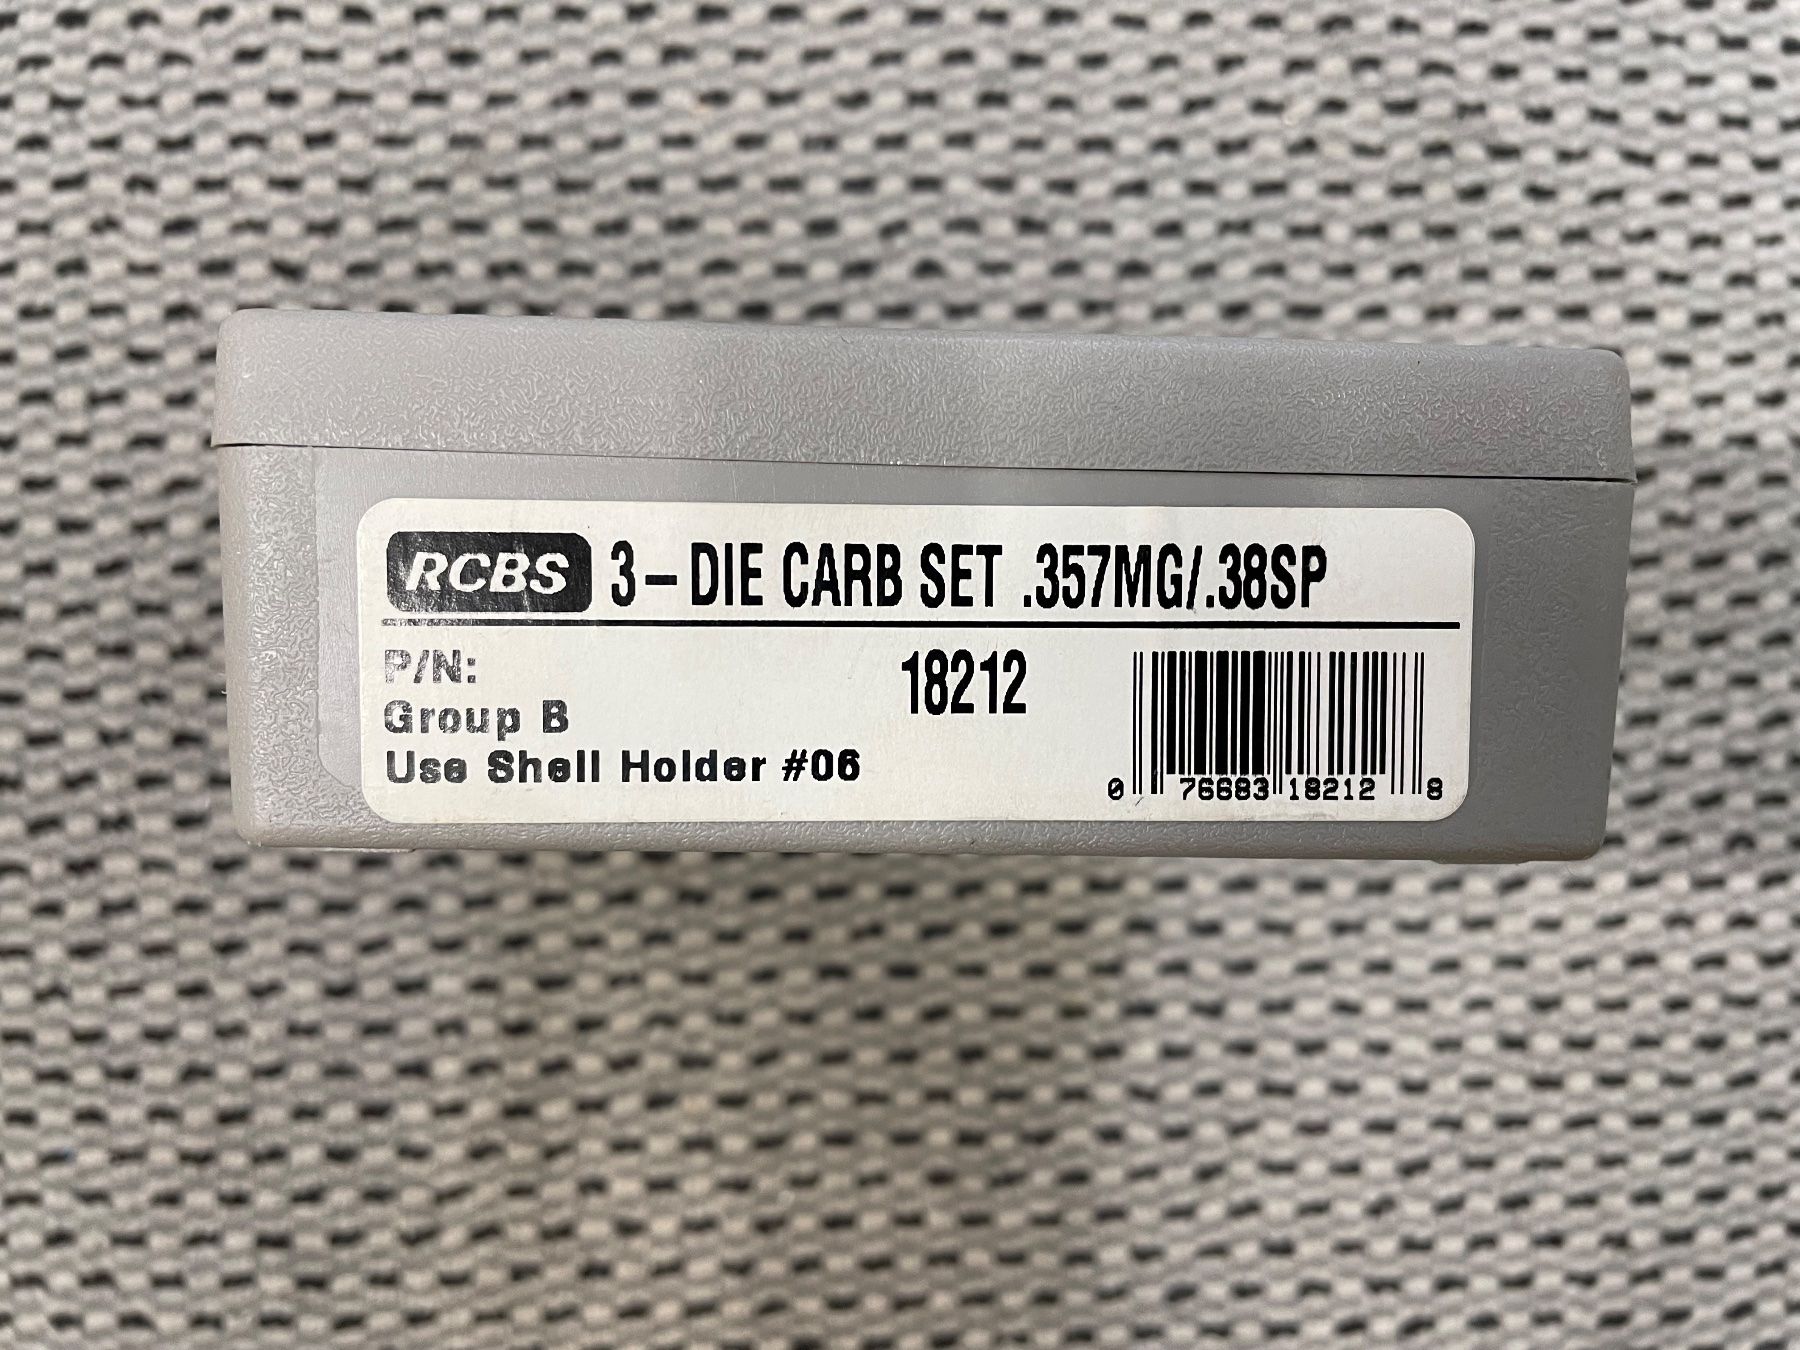 RCBS 3-DIE CARB SET .357MG/.38SP
P/N: 18212
Group B
Use Shell Holder #06
0 76683 18212 8